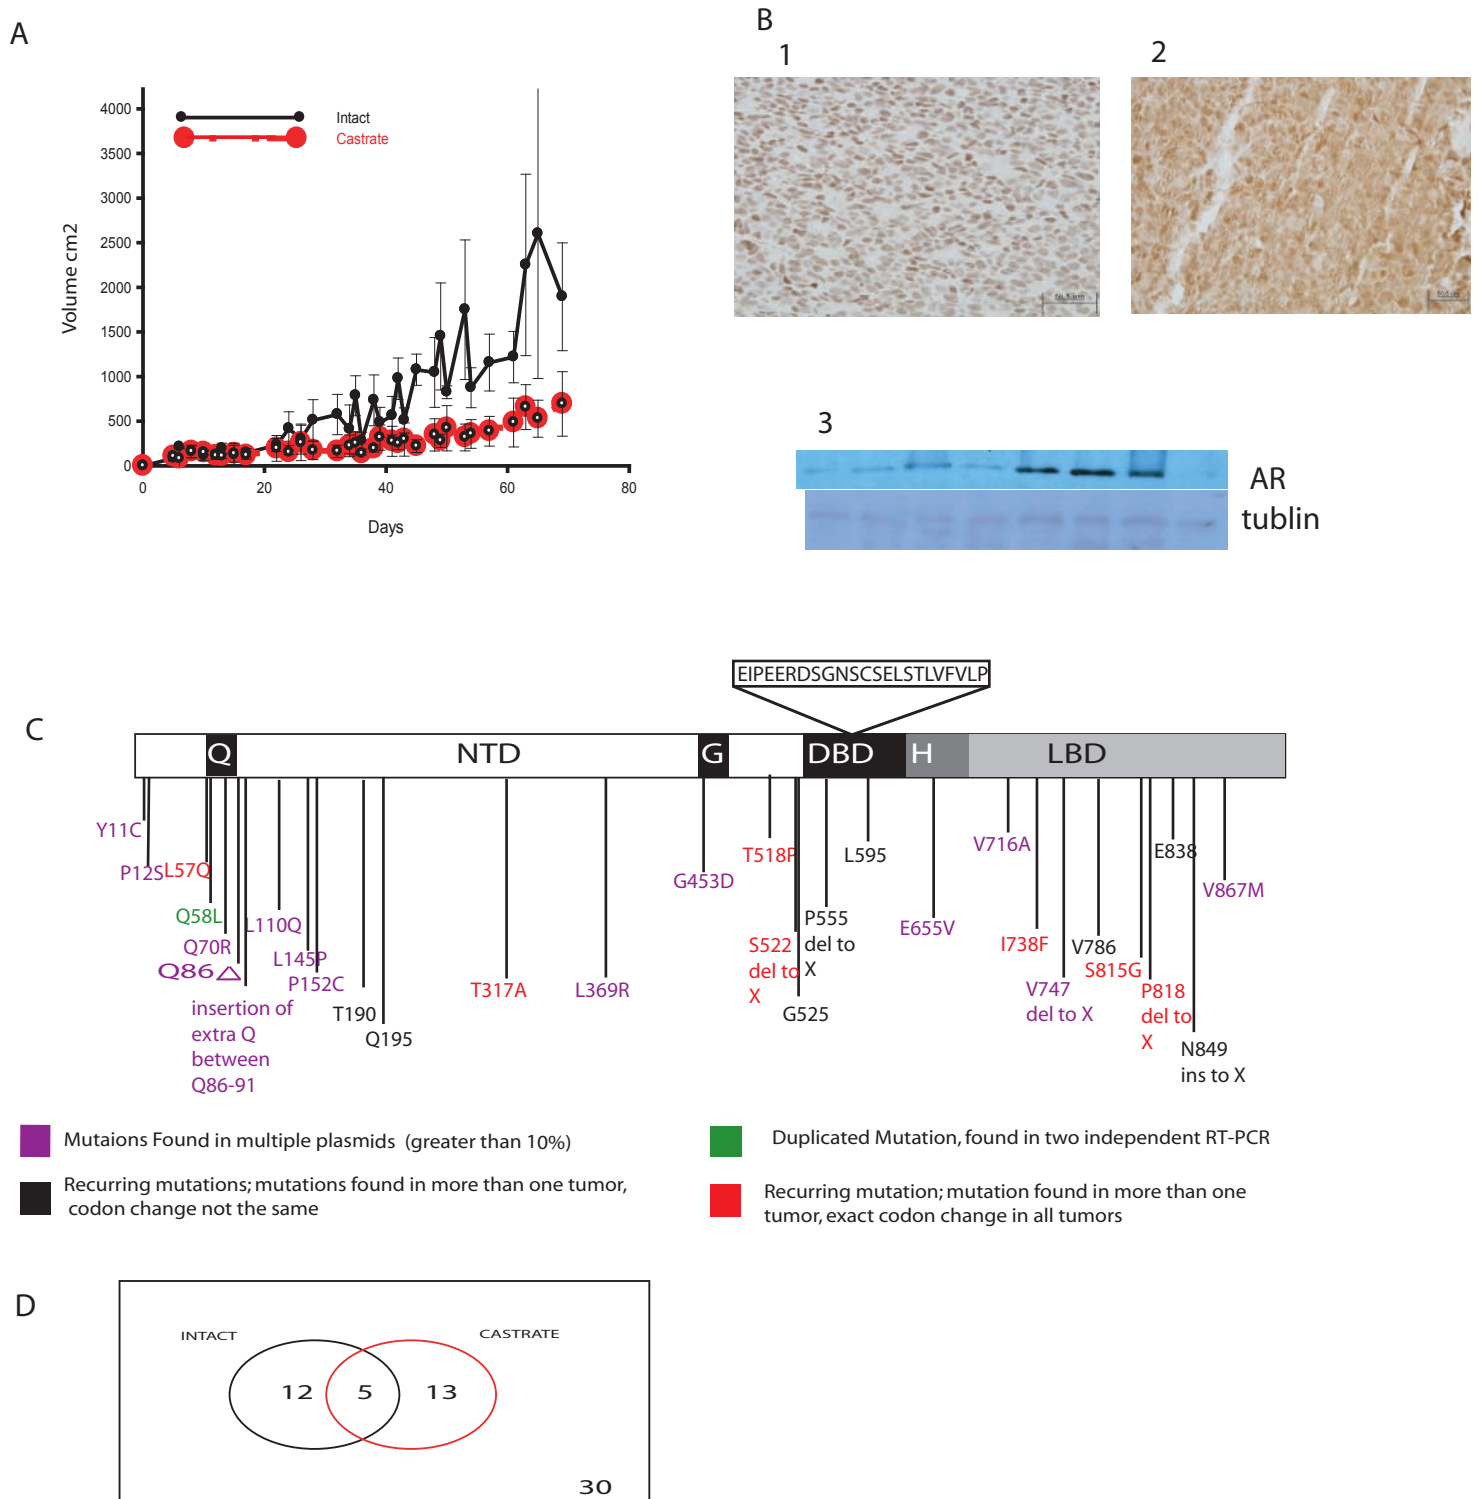 A
B
1
2
4000
3500
3000
2500
2000
1500
1000
500
0
Volume cm2
Intact
Castrate
0
20
40
60
80
Days
3
AR
tublin
C
EIPEERDSGNSCSELSTLVFVLP
Q
NTD
G
DBD
H
LBD
Y11C
P12S
L57Q
Q58L
Q70R
Q86 △
insertion of
extra Q
between
Q86-91
L110Q
L145P
P152C
T190
Q195
T317A
L369R
G453D
T518P
S522
del to
X
G525
P555
del to
X
L595
E655V
V716A
I738F
V747
del to X
V786
S815G
P818
del to
X
E838
N849
ins to X
V867M
Mutaions Found in multiple plasmids (greater than 10%)
Recurring mutations; mutations found in more than one tumor,
codon change not the same
Duplicated Mutation, found in two independent RT-PCR
Recurring mutation; mutation found in more than one
tumor, exact codon change in all tumors
D
INTACT
CASTRATE
12
5
13
30